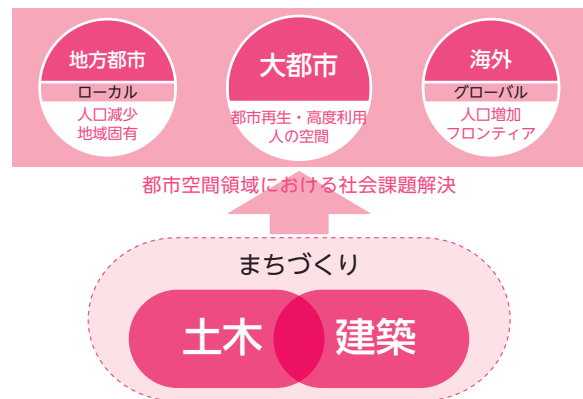 地方都市
ローカル
人口減少
地域固有
大都市
都市再生・高度利用
人の空間
海外
グローバル
人口増加
フロンティア
都市空間領域における社会課題解決
まちづくり
土木
建築